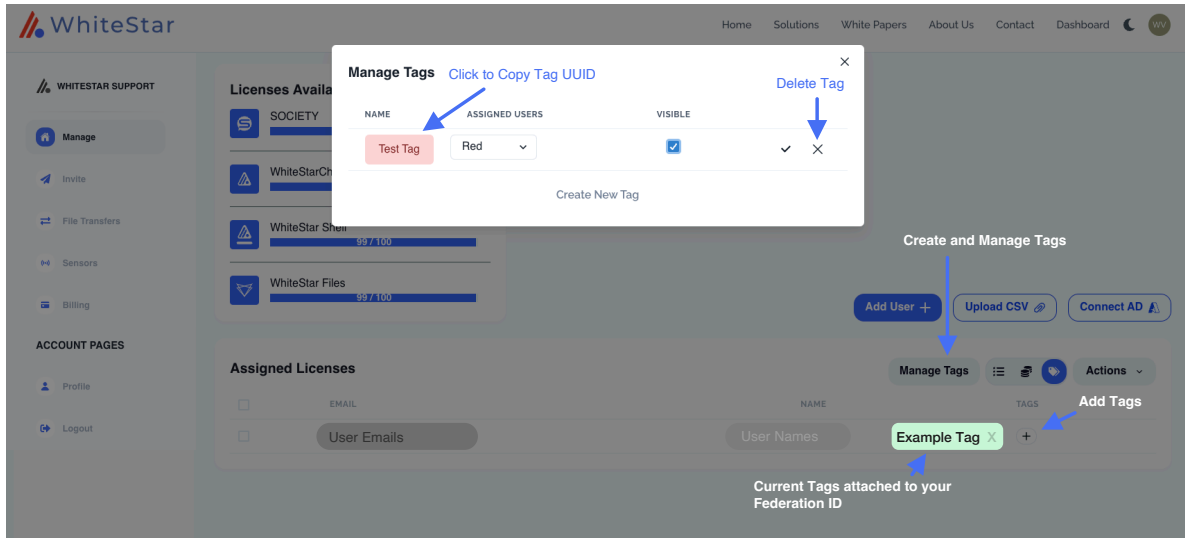 WhiteStar
Home Solutions White Papers About Us Contact Dashboard WV
WHITESTAR SUPPORT
Manage
Invite
File Transfers
Sensors
Billing
ACCOUNT PAGES
Profile
Logout
Licenses Availa
SOCIETY
WhiteStarCh
WhiteStar Shell
99 / 100
WhiteStar Files
99 / 100
Manage Tags
Click to Copy Tag UUID
Delete Tag
NAME ASSIGNED USERS VISIBLE
Test Tag Red
Create New Tag
Create and Manage Tags
Add User + Upload CSV Connect AD
Assigned Licenses
Manage Tags Actions
EMAIL NAME TAGS
Add Tags
User Emails User Names Example Tag X +
Current Tags attached to your
Federation ID